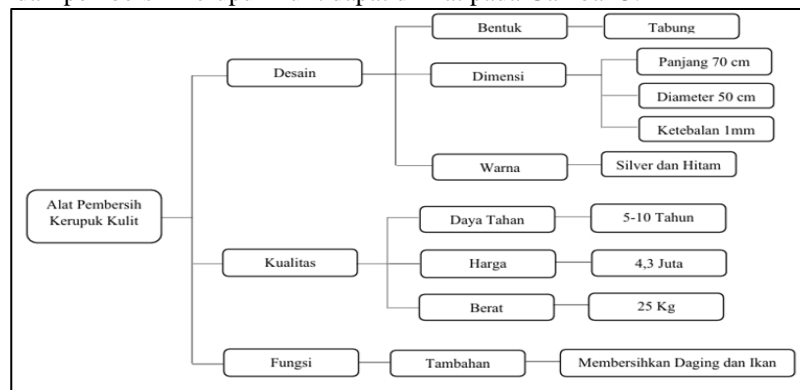 Bentuk
Tabung
Desain
Dimensi
Panjang 70 cm
Diameter 50 cm
Ketebalan 1mm
Warna
Silver dan Hitam
Alat Pembersih
Kerupuk Kulit
Kualitas
Daya Tahan
5-10 Tahun
Harga
4,3 Juta
Berat
25 Kg
Fungsi
Tambahan
Membersihkan Daging dan Ikan